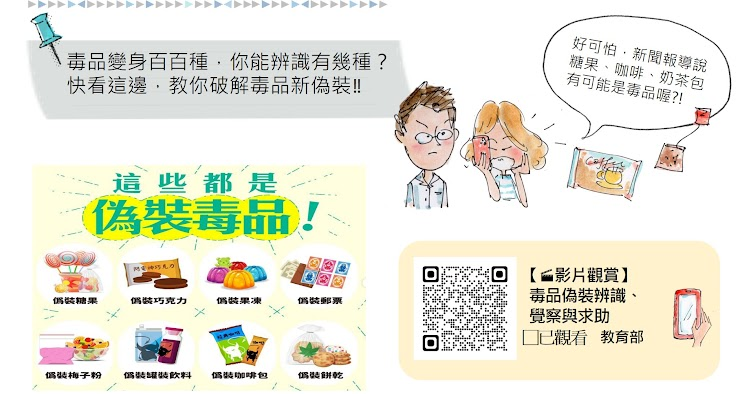 毒品變身百百種，你能辨識有幾種？
快看這邊，教你破解毒品新偽裝!!
好可怕，新聞報導說
糖果、咖啡、奶茶包
有可能是毒品喔?!
Coffee
這些都是
偽裝毒品！
偽裝糖果
偽裝巧克力
偽裝果凍
偽裝郵票
偽裝梅子粉
偽裝罐裝飲料
偽裝咖啡包
偽裝餅乾
【🎬影片觀賞】
毒品偽裝辨識、
覺察與求助
□已觀看 教育部